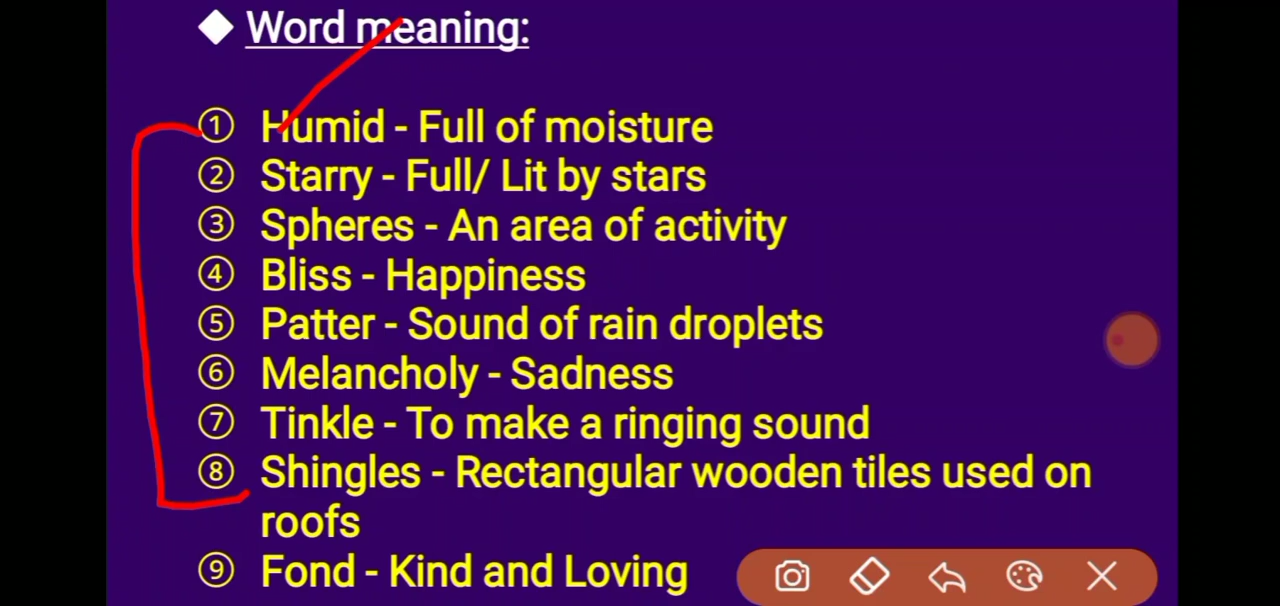 ◆ Word meaning:
① Humid - Full of moisture
② Starry - Full/ Lit by stars
③ Spheres - An area of activity
④ Bliss - Happiness
⑤ Patter - Sound of rain droplets
⑥ Melancholy - Sadness
⑦ Tinkle - To make a ringing sound
⑧ Shingles - Rectangular wooden tiles used on
roofs
⑨ Fond - Kind and Loving